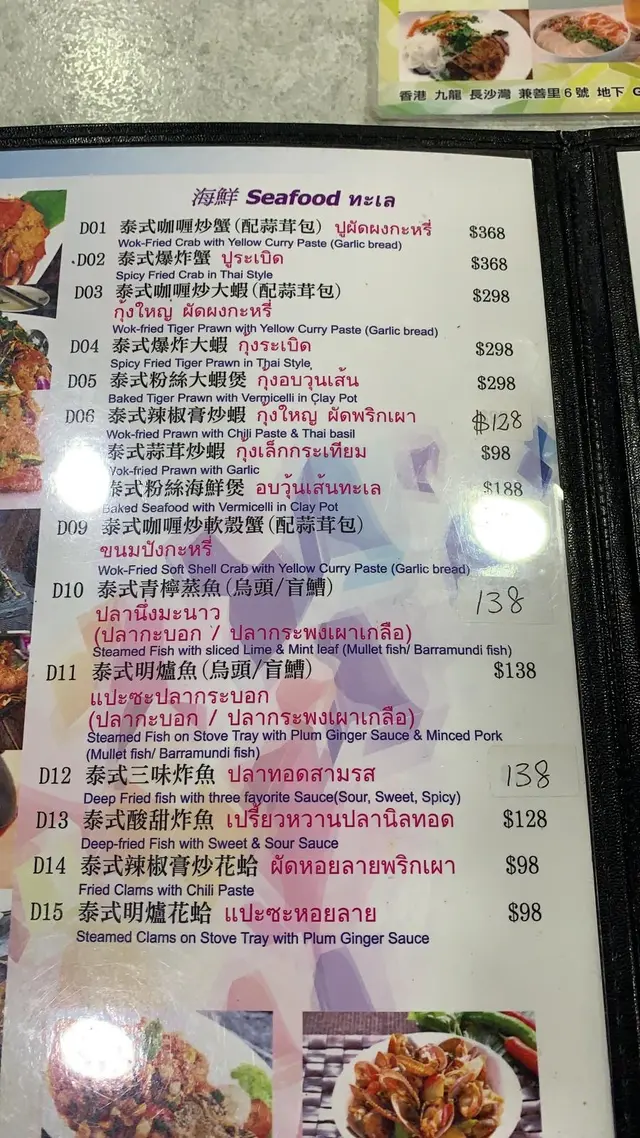 香港 九龍 長沙灣 兼善里6號 地下 G
海鮮 Seafood ทะเล
D01 泰式咖喱炒蟹(配蒜茸包) ปูผัดผงกะหรี่ $368
Wok-Fried Crab with Yellow Curry Paste (Garlic bread)
D02 泰式爆炸蟹 ปูระเบิด $368
Spicy Fried Crab in Thai Style
D03 泰式咖喱炒大蝦(配蒜茸包) $298
กุ้งใหญ่ ผัดผงกะหรี่
Wok-fried Tiger Prawn with Yellow Curry Paste (Garlic bread)
D04 泰式爆炸大蝦 กุ้งระเบิด $298
Spicy Fried Tiger Prawn in Thai Style
D05 泰式粉絲大蝦煲 กุ้งอบวุนเส้น $298
Baked Tiger Prawn with Vermicelli in Clay Pot
D06 泰式辣椒膏炒蝦 กุ้งใหญ่ ผัดพริกเผา $128
Wok-fried Prawn with Chili Paste & Thai basil
泰式蒜茸炒蝦 กุงเล็กกระเทียม $98
Wok-fried Prawn with Garlic
泰式粉絲海鮮煲 อบวุ้นเส้นทะเล $188
Baked Seafood with Vermicelli in Clay Pot
D09 泰式咖喱炒軟殼蟹(配蒜茸包)
ขนมปังกะหรี่
Wok-Fried Soft Shell Crab with Yellow Curry Paste (Garlic bread)
D10 泰式青檸蒸魚(烏頭/盲鰽) 138
ปลานึ่งมะนาว
(ปลากะบอก / ปลากระพงเผาเกลือ)
Steamed Fish with sliced Lime & Mint leaf (Mullet fish/ Barramundi fish)
D11 泰式明爐魚(烏頭/盲鰽) $138
แปะซะปลากระบอก
(ปลากะบอก / ปลากระพงเผาเกลือ)
Steamed Fish on Stove Tray with Plum Ginger Sauce & Minced Pork
(Mullet fish/ Barramundi fish)
D12 泰式三味炸魚 ปลาทอดสามรส 138
Deep Fried fish with three favorite Sauce(Sour, Sweet, Spicy)
D13 泰式酸甜炸魚 เปรี้ยวหวานปลานิลทอด $128
Deep-fried Fish with Sweet & Sour Sauce
D14 泰式辣椒膏炒花蛤 ผัดหอยลายพริกเผา $98
Fried Clams with Chili Paste
D15 泰式明爐花蛤 แปะซะหอยลาย $98
Steamed Clams on Stove Tray with Plum Ginger Sauce